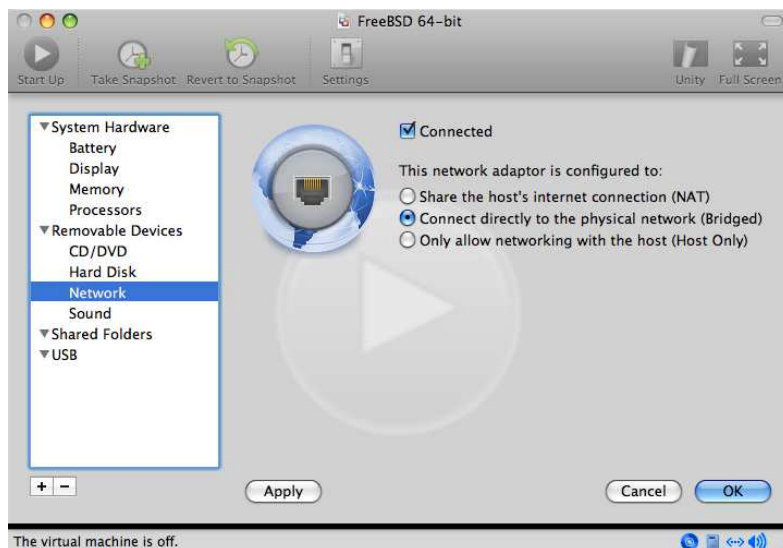 FreeBSD 64-bit
Start Up Take Snapshot Revert to Snapshot Settings Unity Full Screen
System Hardware
Battery
Display
Memory
Processors
Removable Devices
CD/DVD
Hard Disk
Network
Sound
Shared Folders
USB
Connected
This network adaptor is configured to:
Share the host's internet connection (NAT)
Connect directly to the physical network (Bridged)
Only allow networking with the host (Host Only)
+ −
Apply Cancel OK
The virtual machine is off.